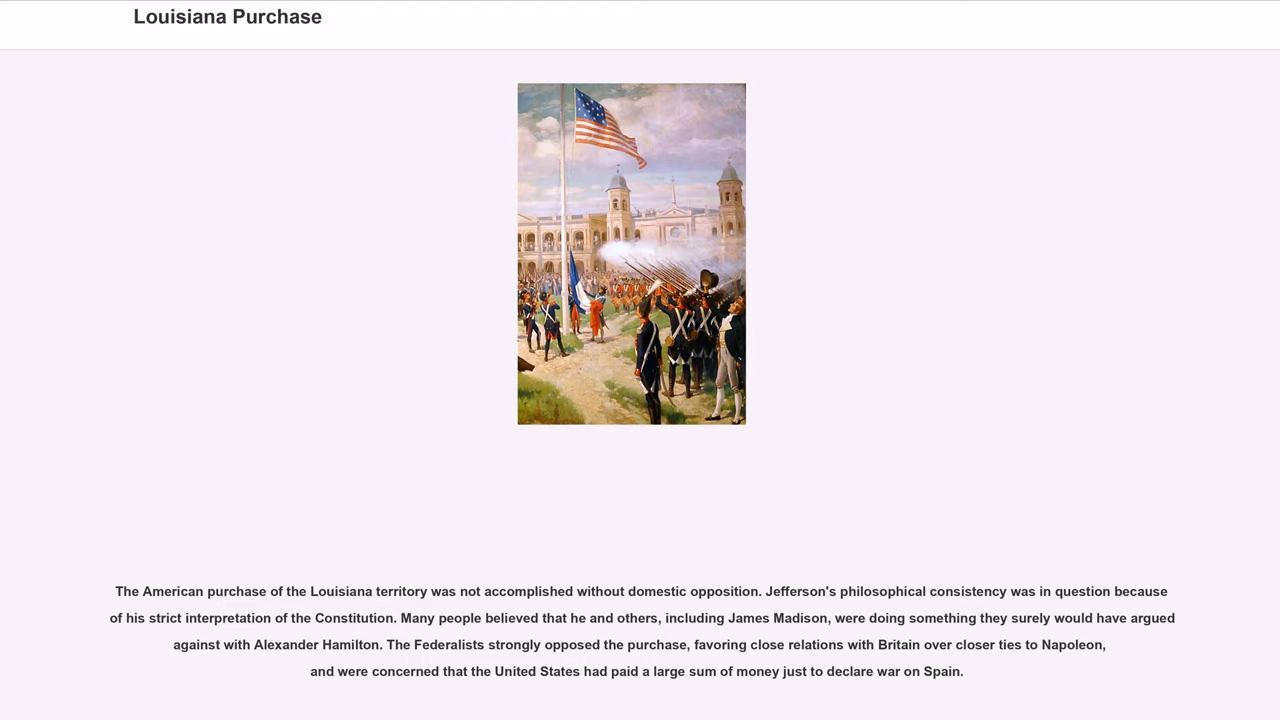 Louisiana Purchase
The American purchase of the Louisiana territory was not accomplished without domestic opposition. Jefferson's philosophical consistency was in question because
of his strict interpretation of the Constitution. Many people believed that he and others, including James Madison, were doing something they surely would have argued
against with Alexander Hamilton. The Federalists strongly opposed the purchase, favoring close relations with Britain over closer ties to Napoleon,
and were concerned that the United States had paid a large sum of money just to declare war on Spain.